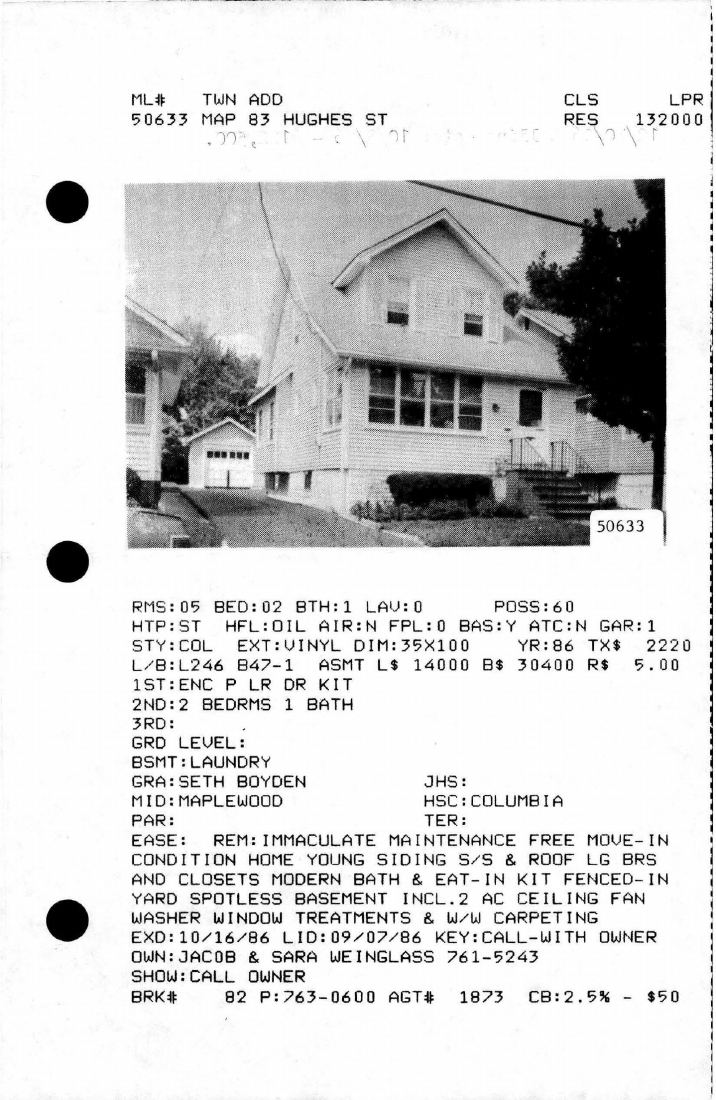 ML# TWN ADD CLS LPR
50633 MAP 83 HUGHES ST RES 132000
50633
RMS:05 BED:02 BTH:1 LAV:0 POSS:60
HTP:ST HFL:OIL AIR:N FPL:0 BAS:Y ATC:N GAR:1
STY:COL EXT:VINYL DIM:35X100 YR:86 TX$ 2220
L/B:L246 B47-1 ASMT L$ 14000 B$ 30400 R$ 5.00
1ST:ENC P LR DR KIT
2ND:2 BEDRMS 1 BATH
3RD:
GRD LEVEL:
BSMT:LAUNDRY
GRA:SETH BOYDEN JHS:
MID:MAPLEWOOD HSC:COLUMBIA
PAR: TER:
EASE: REM:IMMACULATE MAINTENANCE FREE MOVE-IN
CONDITION HOME YOUNG SIDING S/S & ROOF LG BRS
AND CLOSETS MODERN BATH & EAT-IN KIT FENCED-IN
YARD SPOTLESS BASEMENT INCL.2 AC CEILING FAN
WASHER WINDOW TREATMENTS & W/W CARPETING
EXD:10/16/86 LID:09/07/86 KEY:CALL-WITH OWNER
OWN:JACOB & SARA WEINGLASS 761-5243
SHOW:CALL OWNER
BRK# 82 P:763-0600 AGT# 1873 CB:2.5% - $50